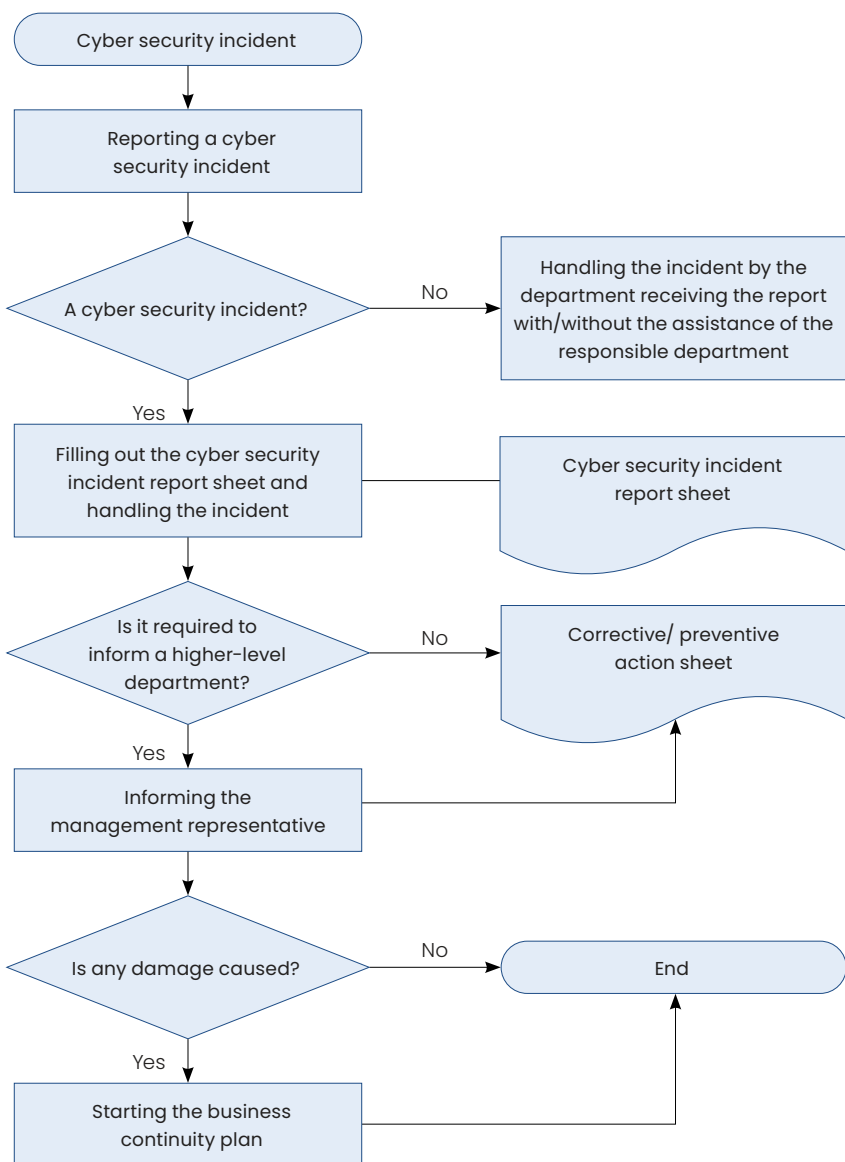 Cyber security incident
Reporting a cyber
security incident
A cyber security incident?
No
Handling the incident by the
department receiving the report
with/without the assistance of the
responsible department
Yes
Filling out the cyber security
incident report sheet and
handling the incident
Cyber security incident
report sheet
Is it required to
inform a higher-level
department?
No
Corrective/ preventive
action sheet
Yes
Informing the
management representative
Is any damage caused?
No
End
Yes
Starting the business
continuity plan